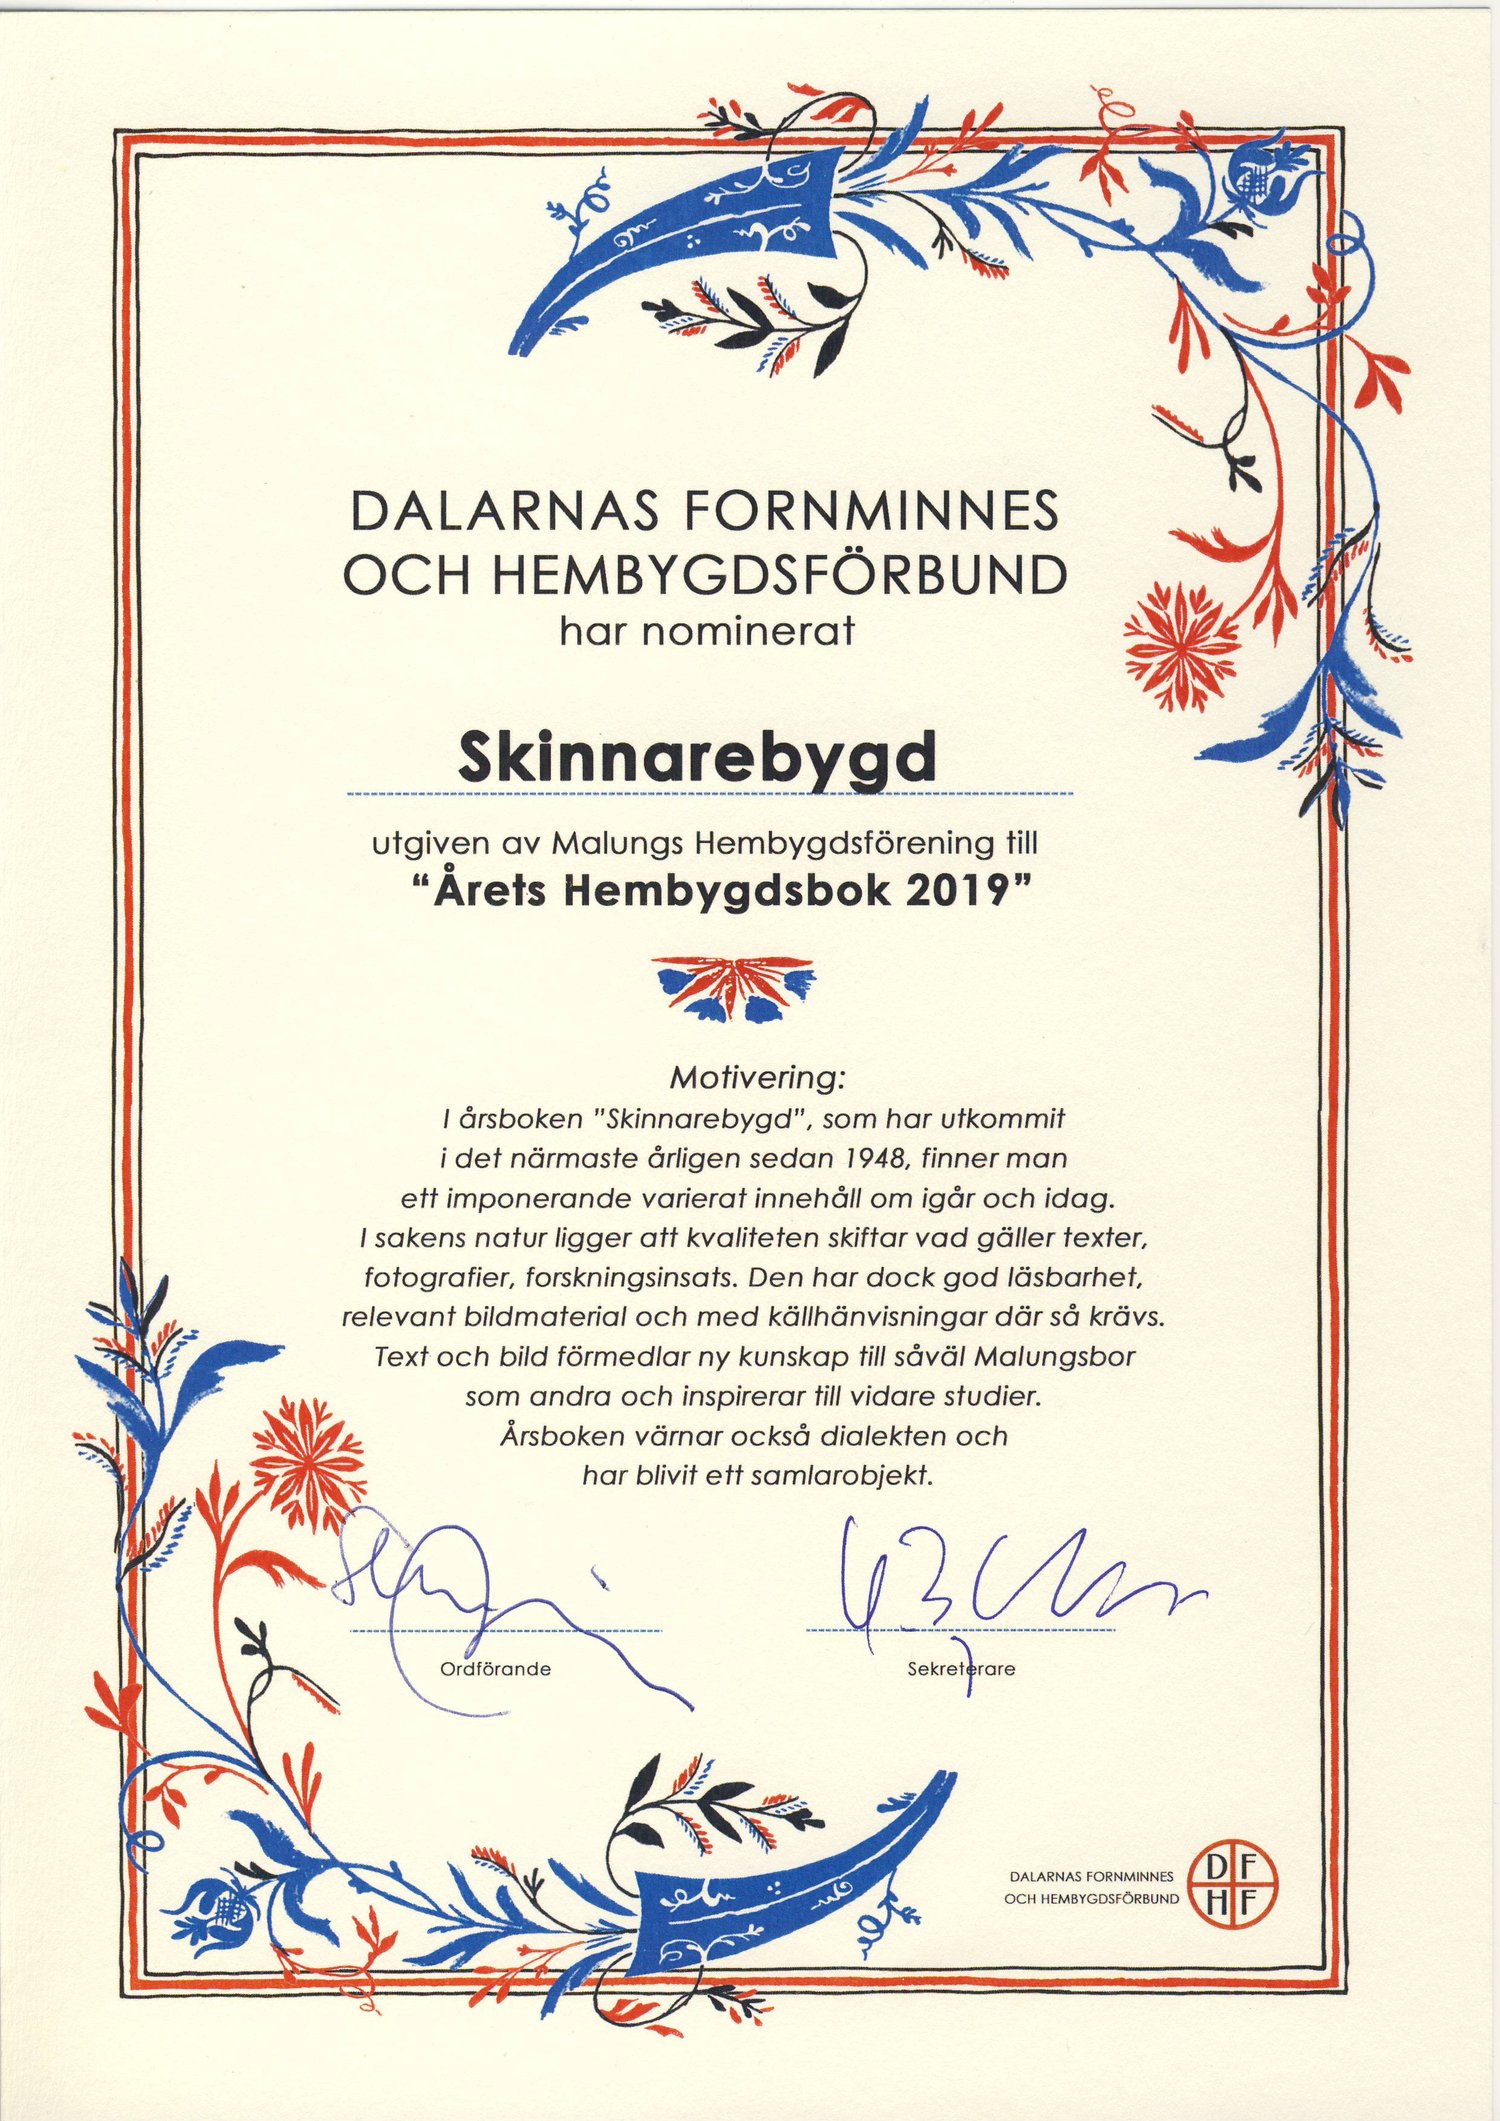 DALARNAS FORNMINNES
OCH HEMBYGDSFÖRBUND
har nominerat
Skinnarebygd
utgiven av Malungs Hembygdsförening till
“Årets Hembygdsbok 2019”
Motivering:
I årsboken ”Skinnarebygd”, som har utkommit
i det närmaste årligen sedan 1948, finner man
ett imponerande varierat innehåll om igår och idag.
I sakens natur ligger att kvaliteten skiftar vad gäller texter,
fotografier, forskningsinsats. Den har dock god läsbarhet,
relevant bildmaterial och med källhänvisningar där så krävs.
Text och bild förmedlar ny kunskap till såväl Malungsbor
som andra och inspirerar till vidare studier.
Årsboken värnar också dialekten och
har blivit ett samlarobjekt.
Ordförande
Sekreterare
DALARNAS FORNMINNES
OCH HEMBYGDSFÖRBUND
D F
H F